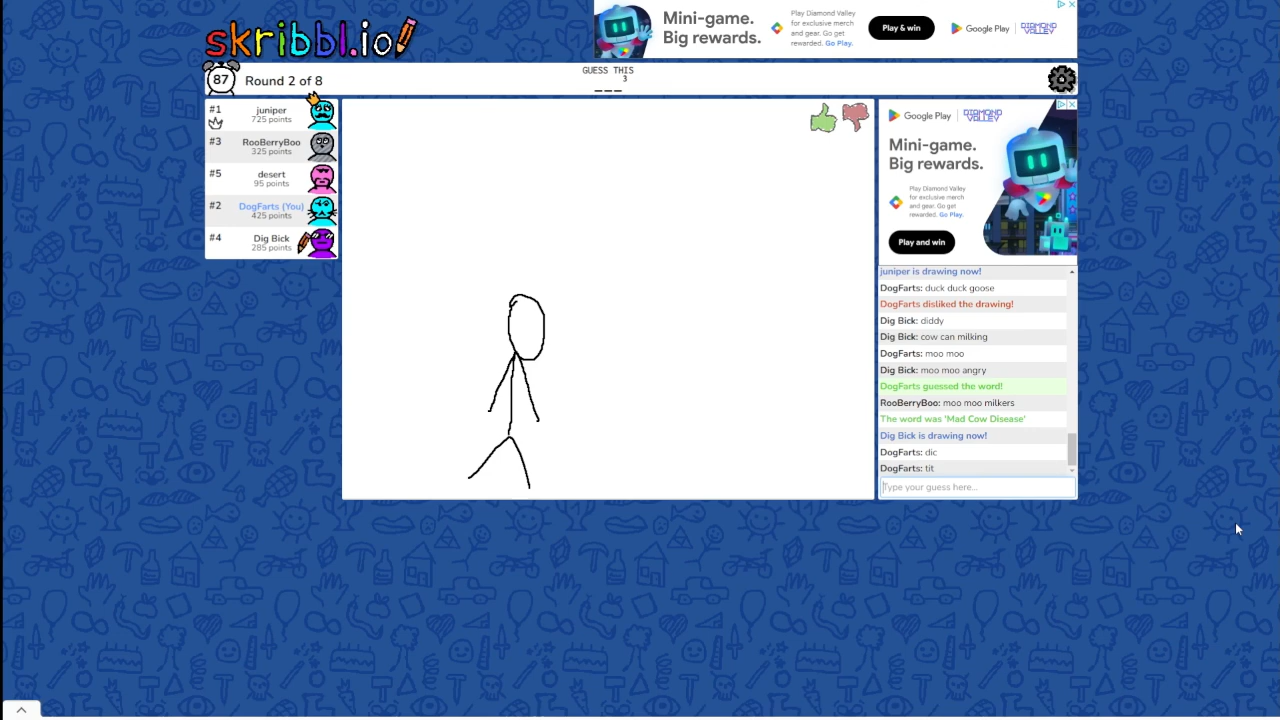 skribbl.io
Mini-game.
Big rewards.
Play Diamond Valley
for exclusive merch
and gear. Go get
rewarded. Go Play.
Play & win
Google Play
DIAMOND
VOLLEY
87
Round 2 of 8
GUESS THIS
3
___
#1
juniper
725 points
#3
RooBerryBoo
325 points
#5
desert
95 points
#2
DogFarts (You)
425 points
#4
Dig Bick
285 points
Google Play
DIAMOND
VOLLEY
Mini-game.
Big rewards.
Play Diamond Valley
for exclusive merch
and gear. Go get
rewarded. Go Play.
Play and win
juniper is drawing now!
DogFarts: duck duck goose
DogFarts disliked the drawing!
Dig Bick: diddy
Dig Bick: cow can milking
DogFarts: moo moo
Dig Bick: moo moo angry
DogFarts guessed the word!
RooBerryBoo: moo moo milkers
The word was 'Mad Cow Disease'
Dig Bick is drawing now!
DogFarts: dic
DogFarts: tit
Type your guess here...